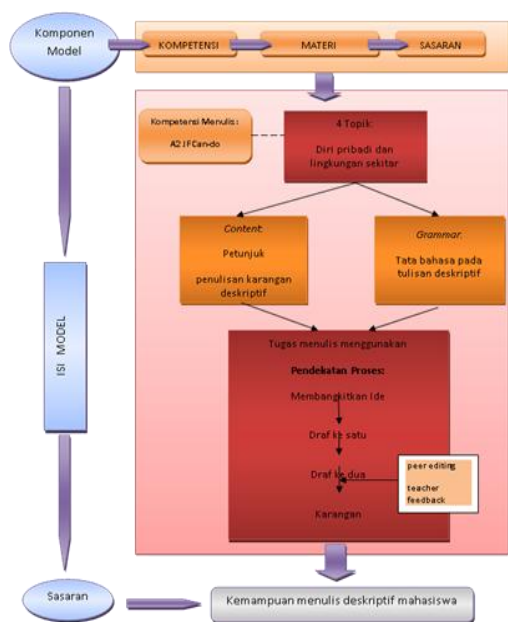 Komponen
Model
KOMPETENSI
MATERI
SASARAN
Kompetensi Menulis:
A2 JFCan-do
4 Topik:
Diri pribadi dan
lingkungan sekitar
Content:
Petunjuk
penulisan karangan
deskriptif
Grammar:
Tata bahasa pada
tulisan deskriptif
ISI MODEL
Tugas menulis menggunakan
Pendekatan Proses:
Membangkitkan Ide
Draf ke satu
Draf ke dua
peer editing
teacher
feedback
Karangan
Sasaran
Kemampuan menulis deskriptif mahasiswa